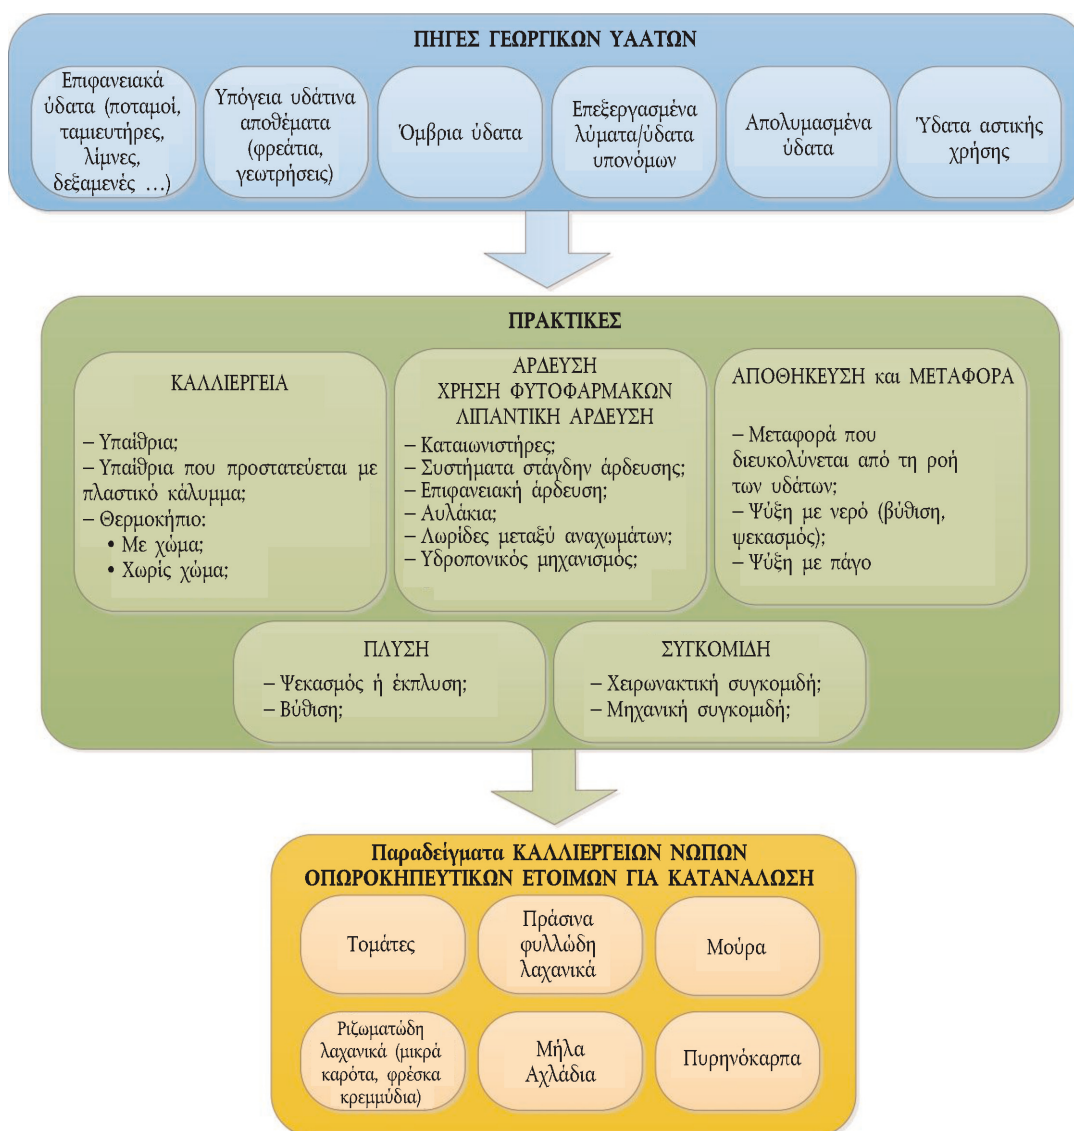 ΠΗΓΕΣ ΓΕΩΡΓΙΚΩΝ ΥΔΑΤΩΝ
Επιφανειακά
ύδατα (ποταμοί,
ταμιευτήρες,
λίμνες,
δεξαμενές ...)
Υπόγεια υδάτινα
αποθέματα
(φρεάτια,
γεωτρήσεις)
Όμβρια ύδατα
Επεξεργασμένα
λύματα/ύδατα
υπονόμων
Απολυμασμένα
ύδατα
Ύδατα αστικής
χρήσης
ΠΡΑΚΤΙΚΕΣ
ΚΑΛΛΙΕΡΓΕΙΑ
– Υπαίθρια;
– Υπαίθρια που προστατεύεται με
πλαστικό κάλυμμα;
– Θερμοκήπιο:
• Με χώμα;
• Χωρίς χώμα;
ΑΡΔΕΥΣΗ
ΧΡΗΣΗ ΦΥΤΟΦΑΡΜΑΚΩΝ
ΛΙΠΑΝΤΙΚΗ ΑΡΔΕΥΣΗ
– Καταιωνιστήρες;
– Συστήματα στάγδην άρδευσης;
– Επιφανειακή άρδευση;
– Αυλάκια;
– Λωρίδες μεταξύ αναχωμάτων;
– Υδροπονικός μηχανισμός;
ΑΠΟΘΗΚΕΥΣΗ και ΜΕΤΑΦΟΡΑ
– Μεταφορά που
διευκολύνεται από τη ροή
των υδάτων;
– Ψύξη με νερό (βύθιση,
ψεκασμός);
– Ψύξη με πάγο
ΠΛΥΣΗ
– Ψεκασμός ή έκπλυση;
– Βύθιση;
ΣΥΓΚΟΜΙΔΗ
– Χειρωνακτική συγκομιδή;
– Μηχανική συγκομιδή;
Παραδείγματα ΚΑΛΛΙΕΡΓΕΙΩΝ ΝΩΠΩΝ
ΟΠΩΡΟΚΗΠΕΥΤΙΚΩΝ ΕΤΟΙΜΩΝ ΓΙΑ ΚΑΤΑΝΑΛΩΣΗ
Τομάτες
Πράσινα
φυλλώδη
λαχανικά
Μούρα
Ριζωματώδη
λαχανικά (μικρά
καρότα, φρέσκα
κρεμμύδια)
Μήλα
Αχλάδια
Πυρηνόκαρπα